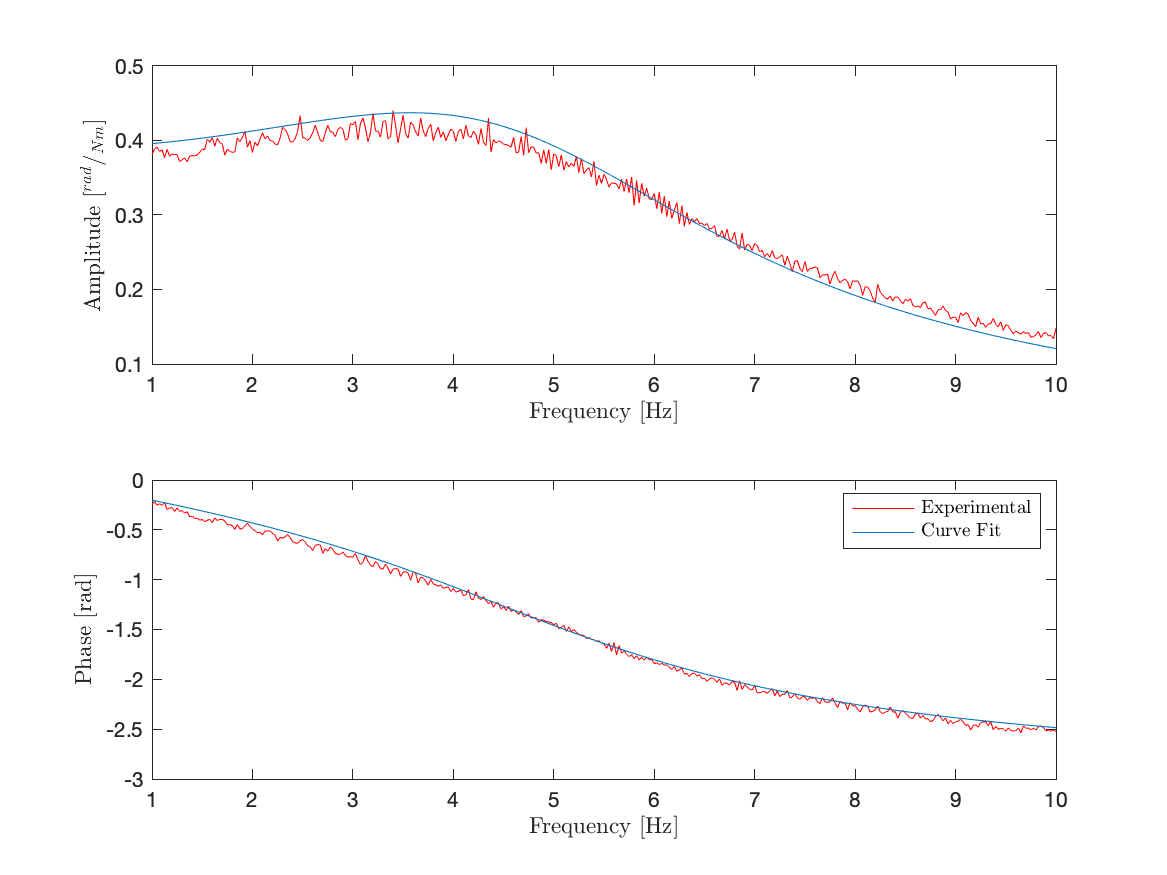 0.5
0.4
0.3
0.2
0.1
Amplitude [rad/Nm]
1 2 3 4 5 6 7 8 9 10
Frequency [Hz]
0
-0.5
-1
-1.5
-2
-2.5
-3
Phase [rad]
Experimental
Curve Fit
1 2 3 4 5 6 7 8 9 10
Frequency [Hz]